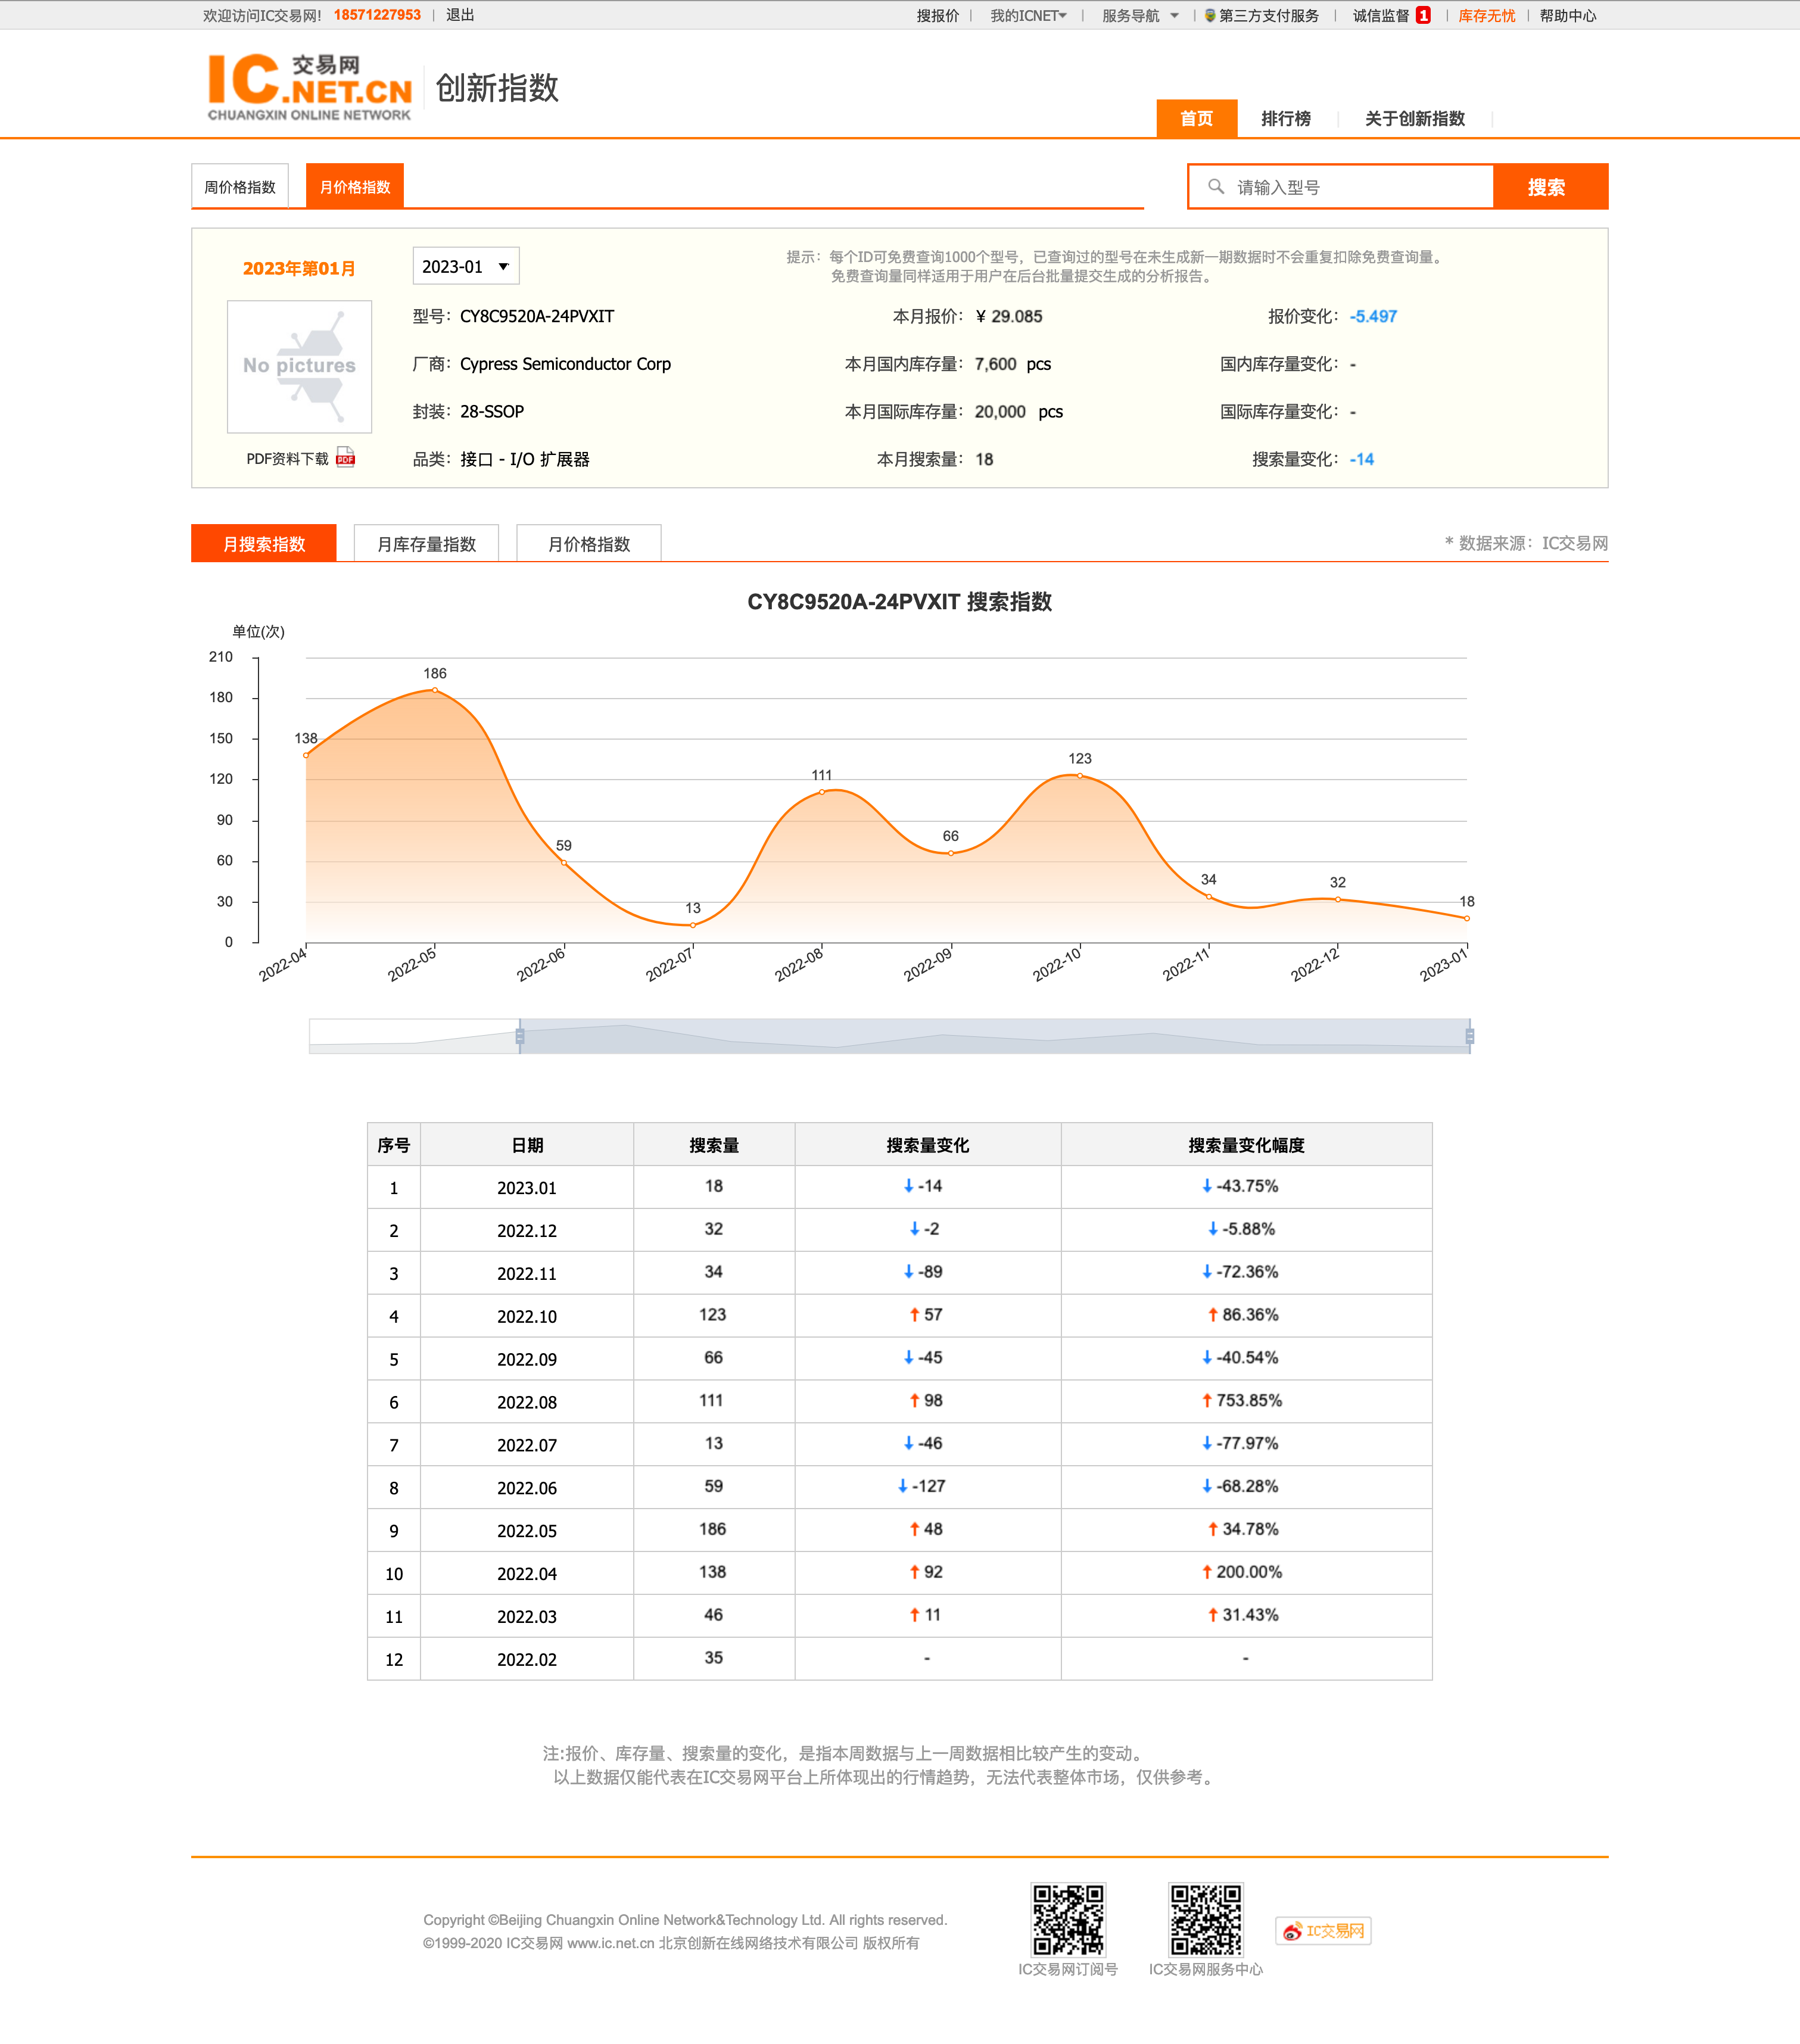 欢迎访问IC交易网! 18571227953 | 退出 搜报价 | 我的ICNET | 服务导航 | 第三方支付服务 | 诚信监督 1 | 库存无忧 | 帮助中心
IC交易网.NET.CN
CHUANGXIN ONLINE NETWORK
创新指数
首页 排行榜 关于创新指数
周价格指数 月价格指数 请输入型号 搜索
2023年第01月 2023-01
提示：每个ID可免费查询1000个型号，已查询过的型号在未生成新一期数据时不会重复扣除免费查询量。
免费查询量同样适用于用户在后台批量提交生成的分析报告。
No pictures
PDF资料下载 PDF
型号：CY8C9520A-24PVXIT 本月报价：¥ 29.085 报价变化：-5.497
厂商：Cypress Semiconductor Corp 本月国内库存量：7,600 pcs 国内库存量变化：-
封装：28-SSOP 本月国际库存量：20,000 pcs 国际库存量变化：-
品类：接口 - I/O 扩展器 本月搜索量：18 搜索量变化：-14
月搜索指数 月库存量指数 月价格指数 * 数据来源：IC交易网
CY8C9520A-24PVXIT 搜索指数
单位(次)
210
180
150
120
90
60
30
0
138 186 59 13 111 66 123 34 32 18
2022-04 2022-05 2022-06 2022-07 2022-08 2022-09 2022-10 2022-11 2022-12 2023-01
序号 日期 搜索量 搜索量变化 搜索量变化幅度
1 2023.01 18 ↓-14 ↓-43.75%
2 2022.12 32 ↓-2 ↓-5.88%
3 2022.11 34 ↓-89 ↓-72.36%
4 2022.10 123 ↑57 ↑86.36%
5 2022.09 66 ↓-45 ↓-40.54%
6 2022.08 111 ↑98 ↑753.85%
7 2022.07 13 ↓-46 ↓-77.97%
8 2022.06 59 ↓-127 ↓-68.28%
9 2022.05 186 ↑48 ↑34.78%
10 2022.04 138 ↑92 ↑200.00%
11 2022.03 46 ↑11 ↑31.43%
12 2022.02 35 - -
注:报价、库存量、搜索量的变化，是指本周数据与上一周数据相比较产生的变动。
以上数据仅能代表在IC交易网平台上所体现出的行情趋势，无法代表整体市场，仅供参考。
Copyright ©Beijing Chuangxin Online Network&Technology Ltd. All rights reserved.
©1999-2020 IC交易网 www.ic.net.cn 北京创新在线网络技术有限公司 版权所有
IC交易网订阅号 IC交易网服务中心 IC交易网